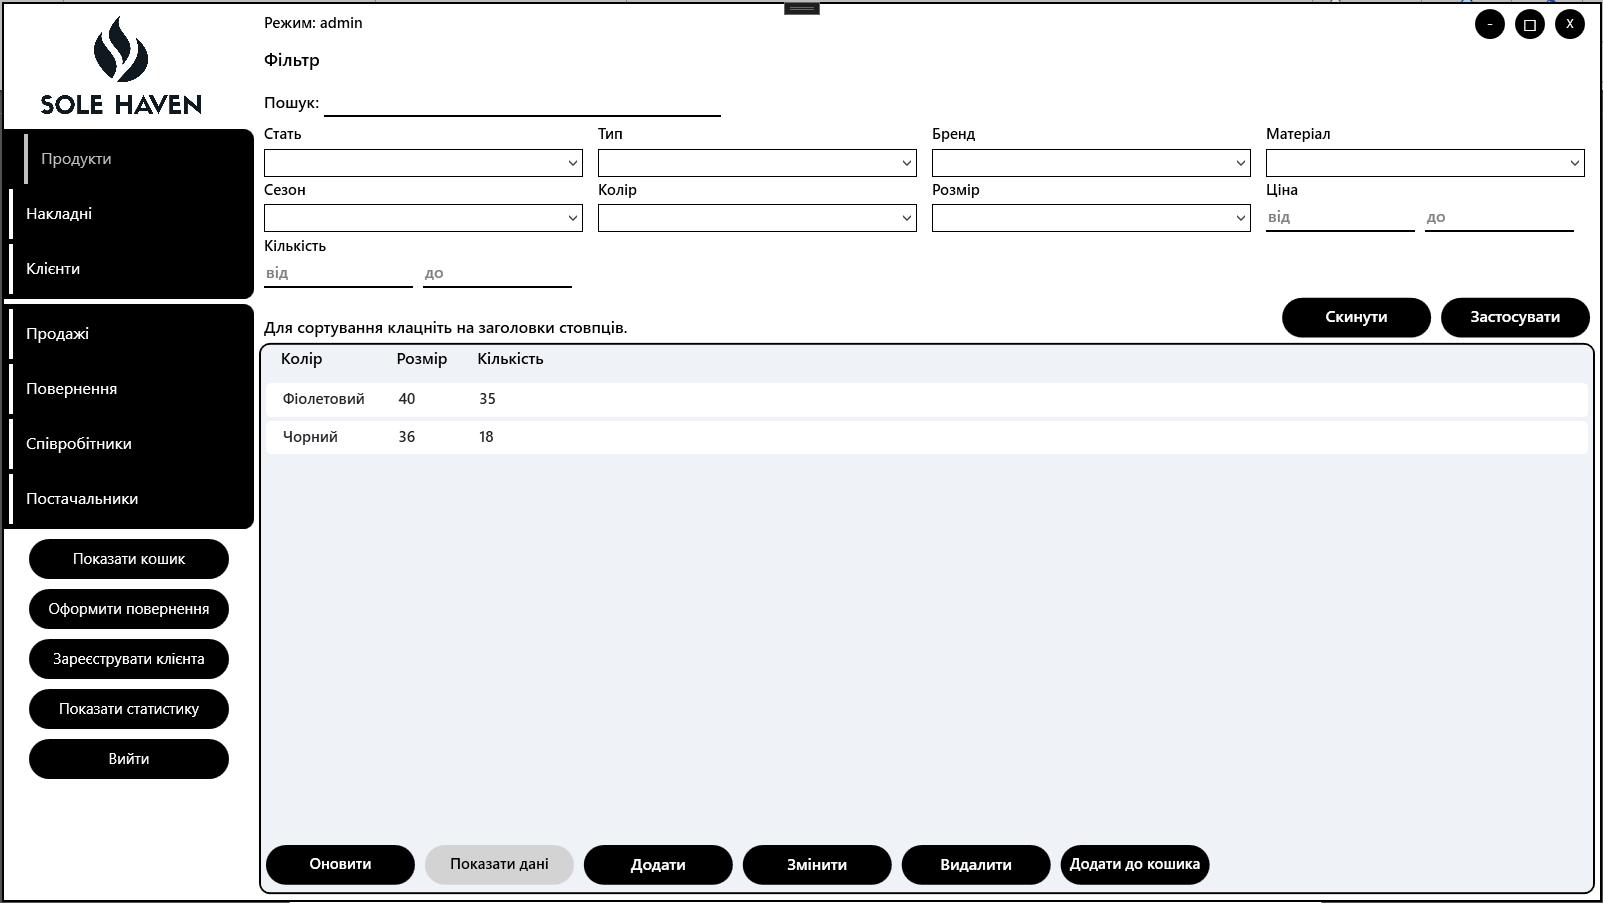 Режим: admin
- □ X
SOLE HAVEN
Фільтр
Пошук:
Стать Тип Бренд Матеріал
Сезон Колір Розмір Ціна
від до
Кількість
від до
Скинути Застосувати
Для сортування клацніть на заголовки стовпців.
Продукти
Накладні
Клієнти
Продажі
Повернення
Співробітники
Постачальники
Показати кошик
Оформити повернення
Зареєструвати клієнта
Показати статистику
Вийти
Колір Розмір Кількість
Фіолетовий 40 35
Чорний 36 18
Оновити Показати дані Додати Змінити Видалити Додати до кошика